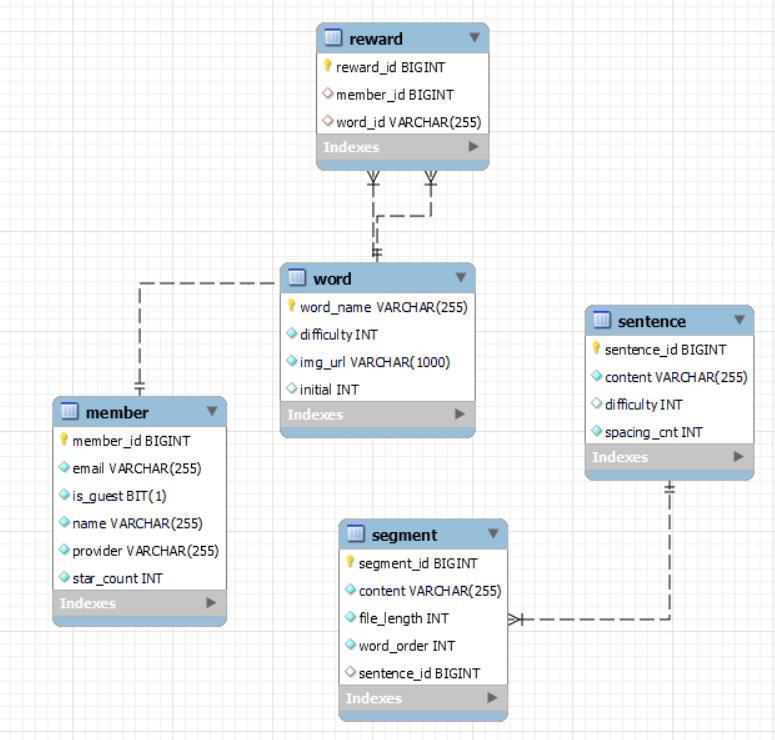 reward
reward_id BIGINT
member_id BIGINT
word_id VARCHAR(255)
Indexes
word
word_name VARCHAR(255)
difficulty INT
img_url VARCHAR(1000)
initial INT
Indexes
sentence
sentence_id BIGINT
content VARCHAR(255)
difficulty INT
spacing_cnt INT
Indexes
member
member_id BIGINT
email VARCHAR(255)
is_guest BIT(1)
name VARCHAR(255)
provider VARCHAR(255)
star_count INT
Indexes
segment
segment_id BIGINT
content VARCHAR(255)
file_length INT
word_order INT
sentence_id BIGINT
Indexes